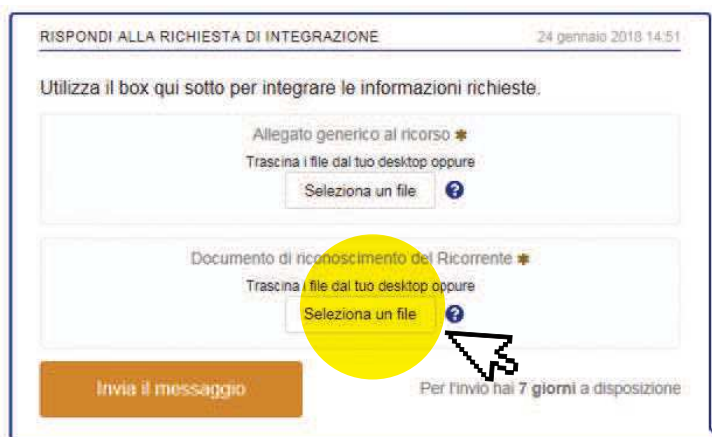 RISPONDI ALLA RICHIESTA DI INTEGRAZIONE 24 gennaio 2018 14:51
Utilizza il box qui sotto per integrare le informazioni richieste.
Allegato generico al ricorso ✱
Trascina i file dal tuo desktop oppure
Seleziona un file ?
Documento di riconoscimento del Ricorrente ✱
Trascina i file dal tuo desktop oppure
Seleziona un file ?
Invia il messaggio Per l'invio hai 7 giorni a disposizione